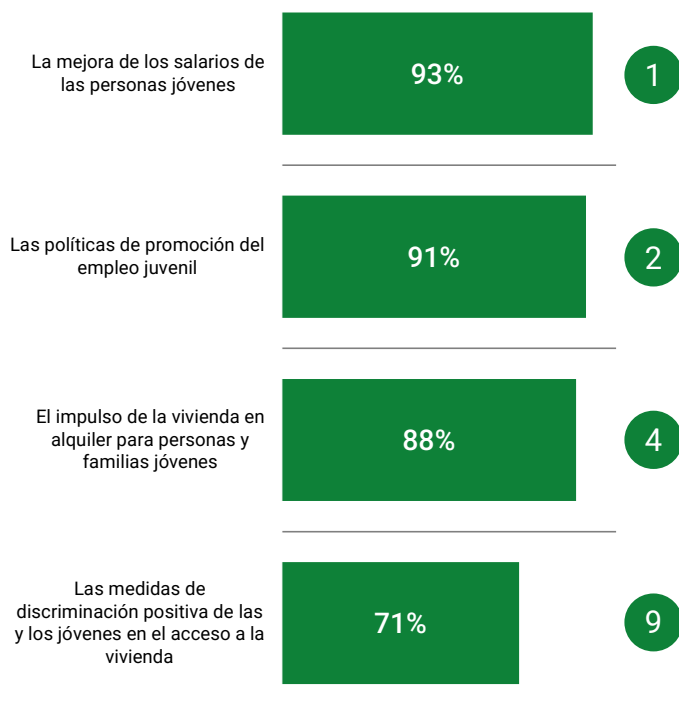 La mejora de los salarios de
las personas jóvenes
93%
1
Las políticas de promoción del
empleo juvenil
91%
2
El impulso de la vivienda en
alquiler para personas y
familias jóvenes
88%
4
Las medidas de
discriminación positiva de las
y los jóvenes en el acceso a la
vivienda
71%
9